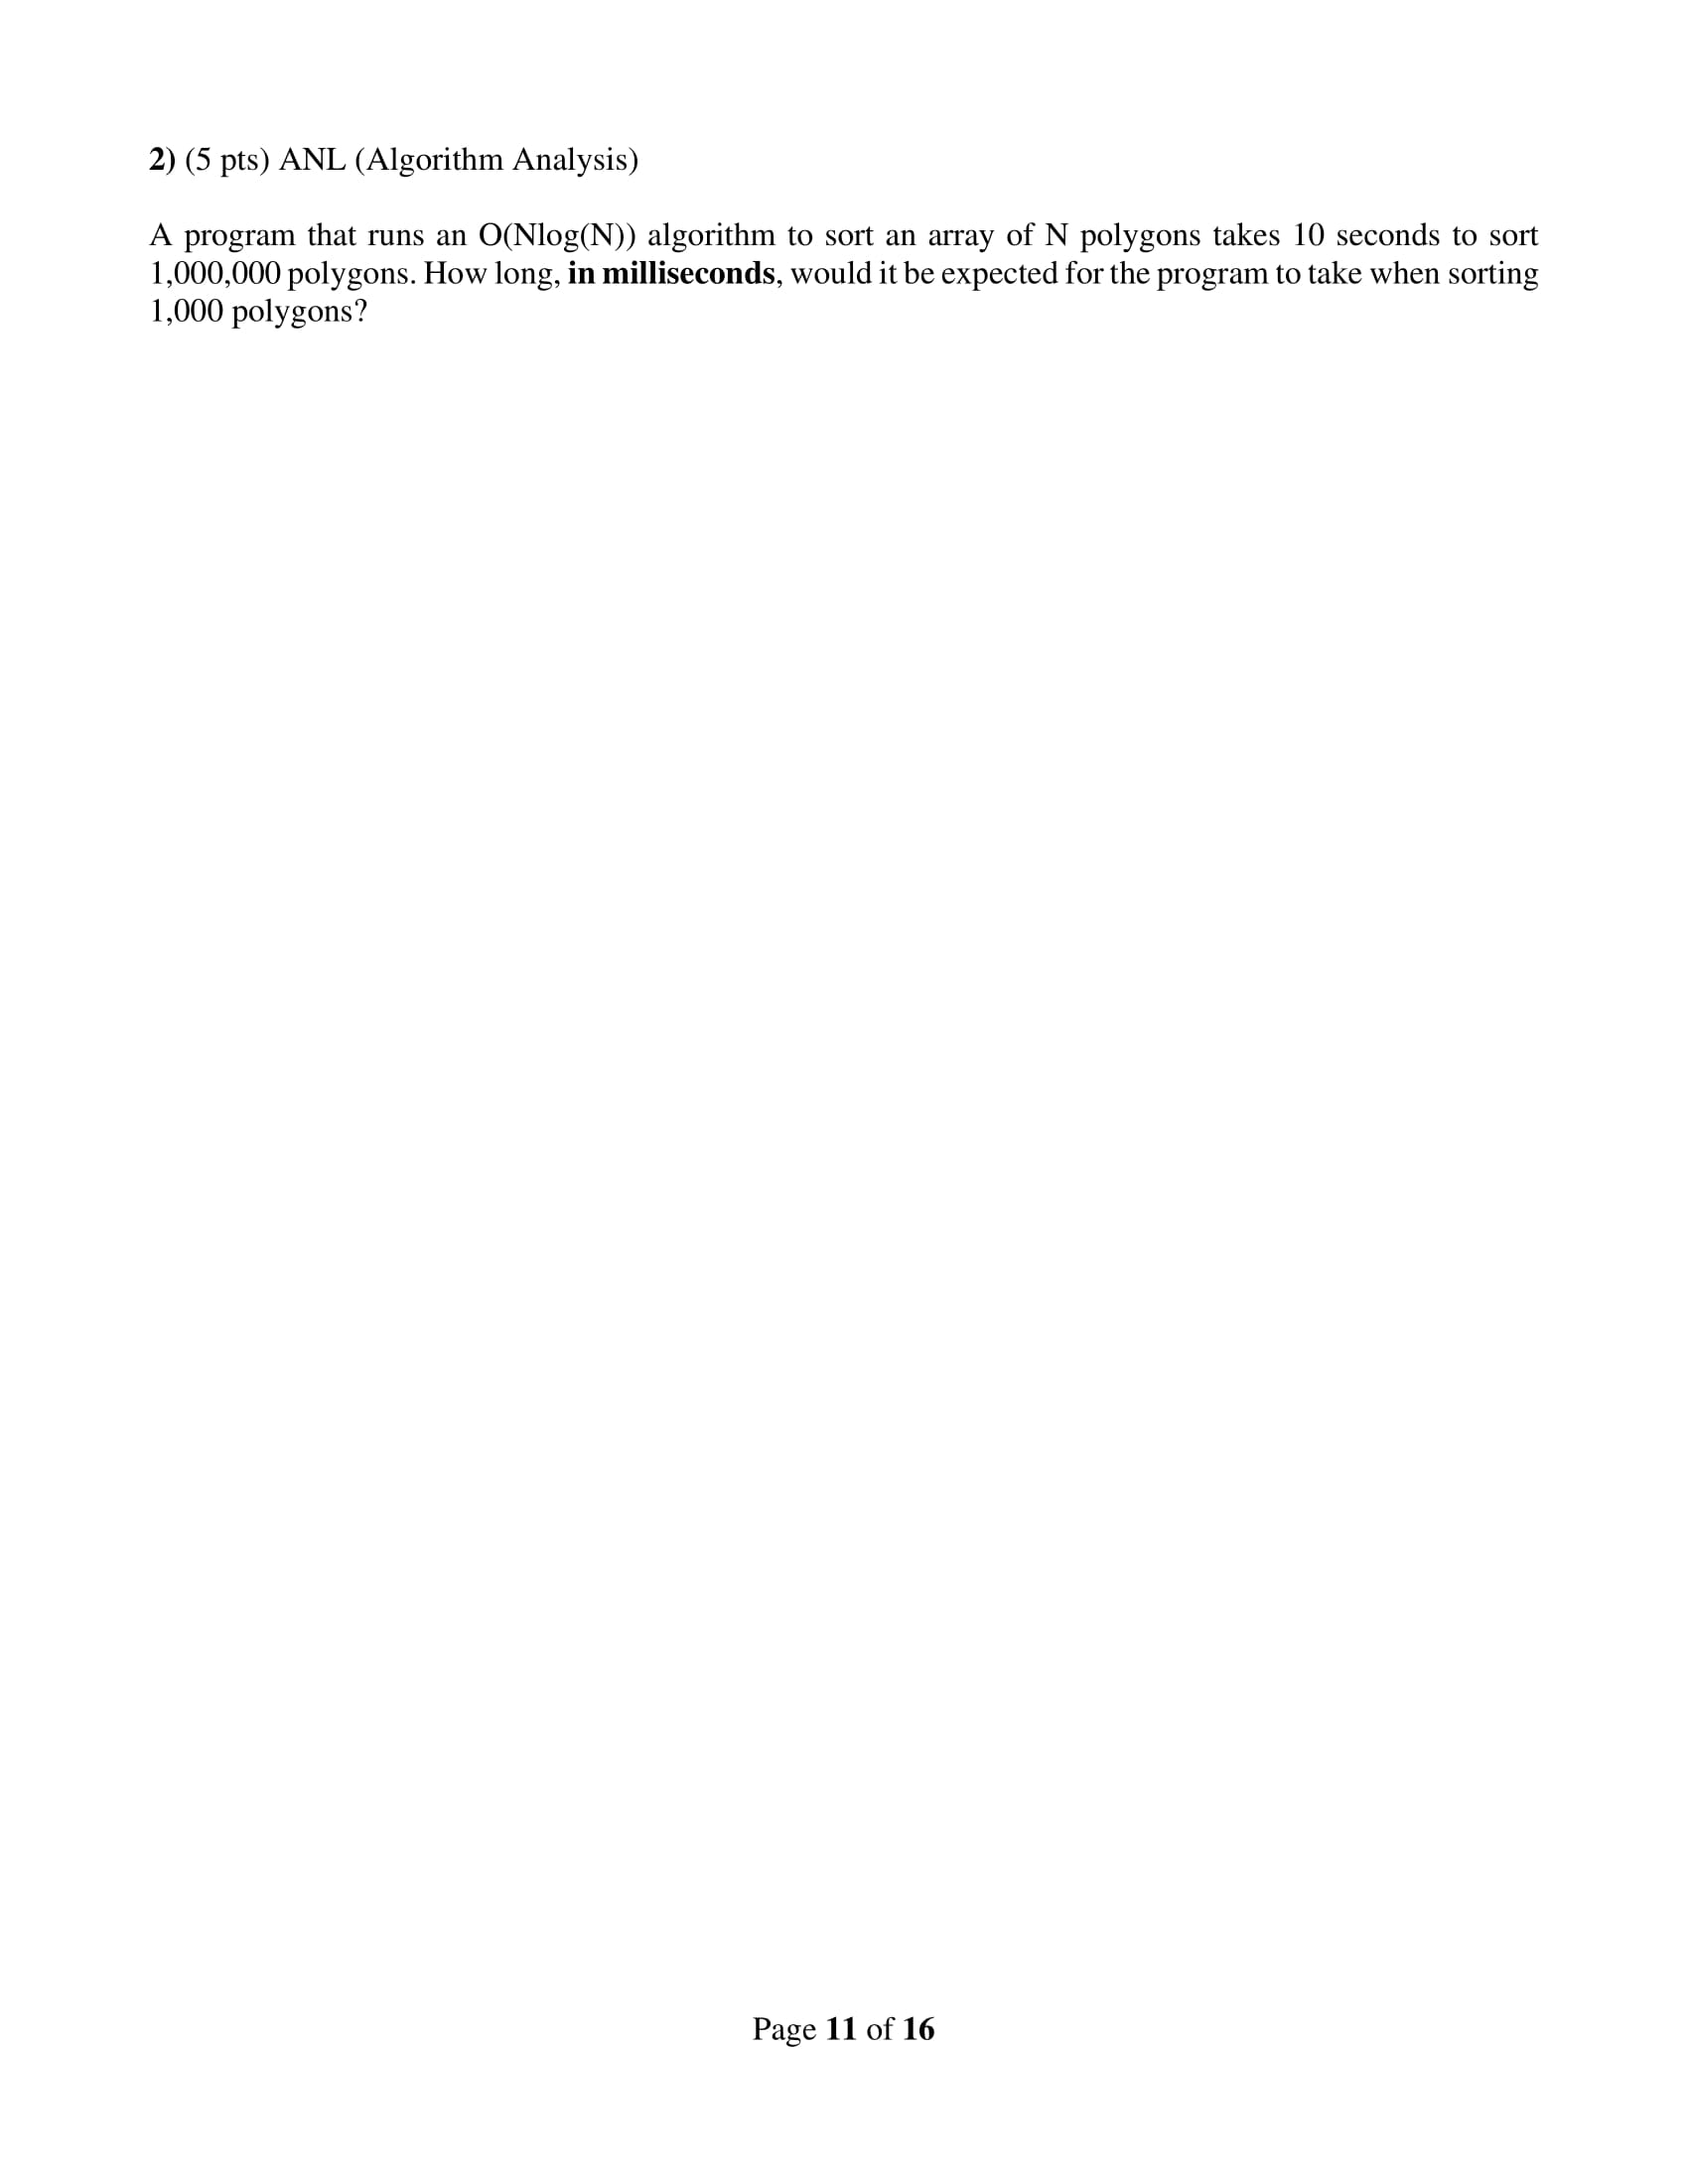 2) (5 pts) ANL (Algorithm Analysis)
A program that runs an O(Nlog(N)) algorithm to sort an array of N polygons takes 10 seconds to sort
1,000,000 polygons. How long, in milliseconds, would it be expected for the program to take when sorting
1,000 polygons?
Page 11 of 16